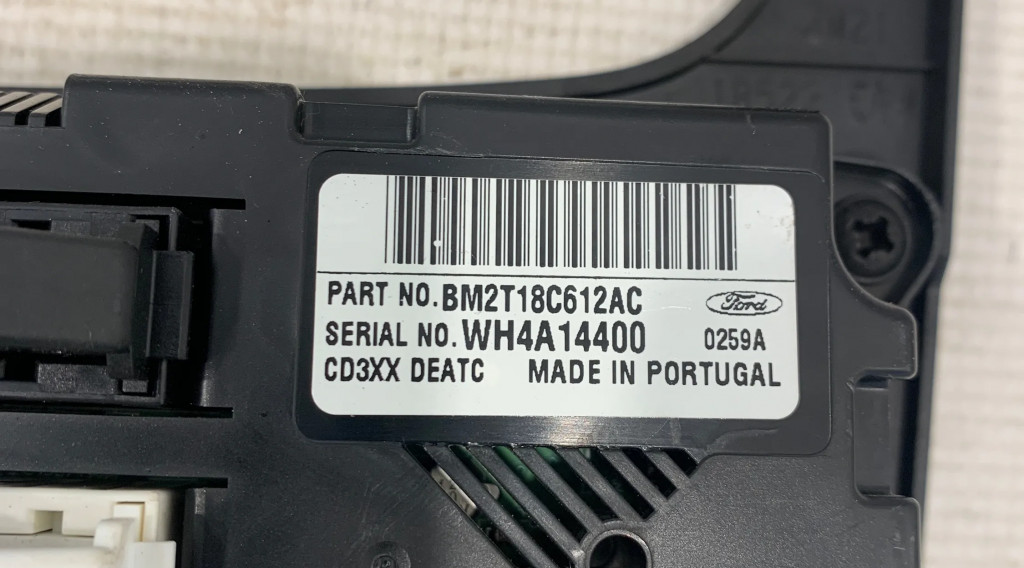 PART NO.BM2T18C612AC
Ford
SERIAL NO.WH4A14400
0259A
CD3XX DEATC MADE IN PORTUGAL